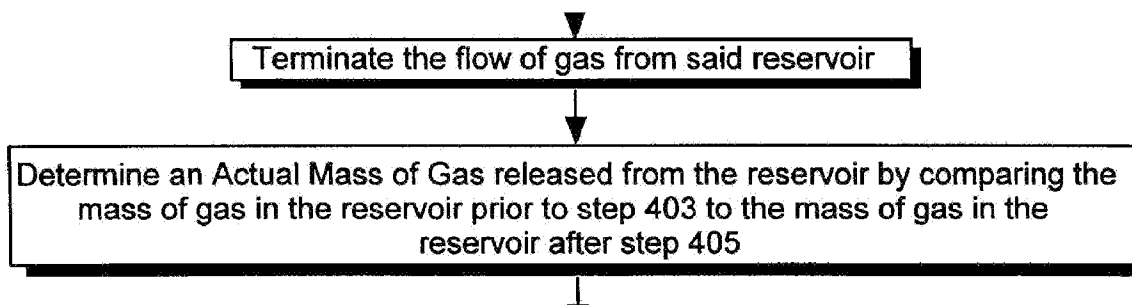 Terminate the flow of gas from said reservoir
Determine an Actual Mass of Gas released from the reservoir by comparing the
mass of gas in the reservoir prior to step 403 to the mass of gas in the
reservoir after step 405